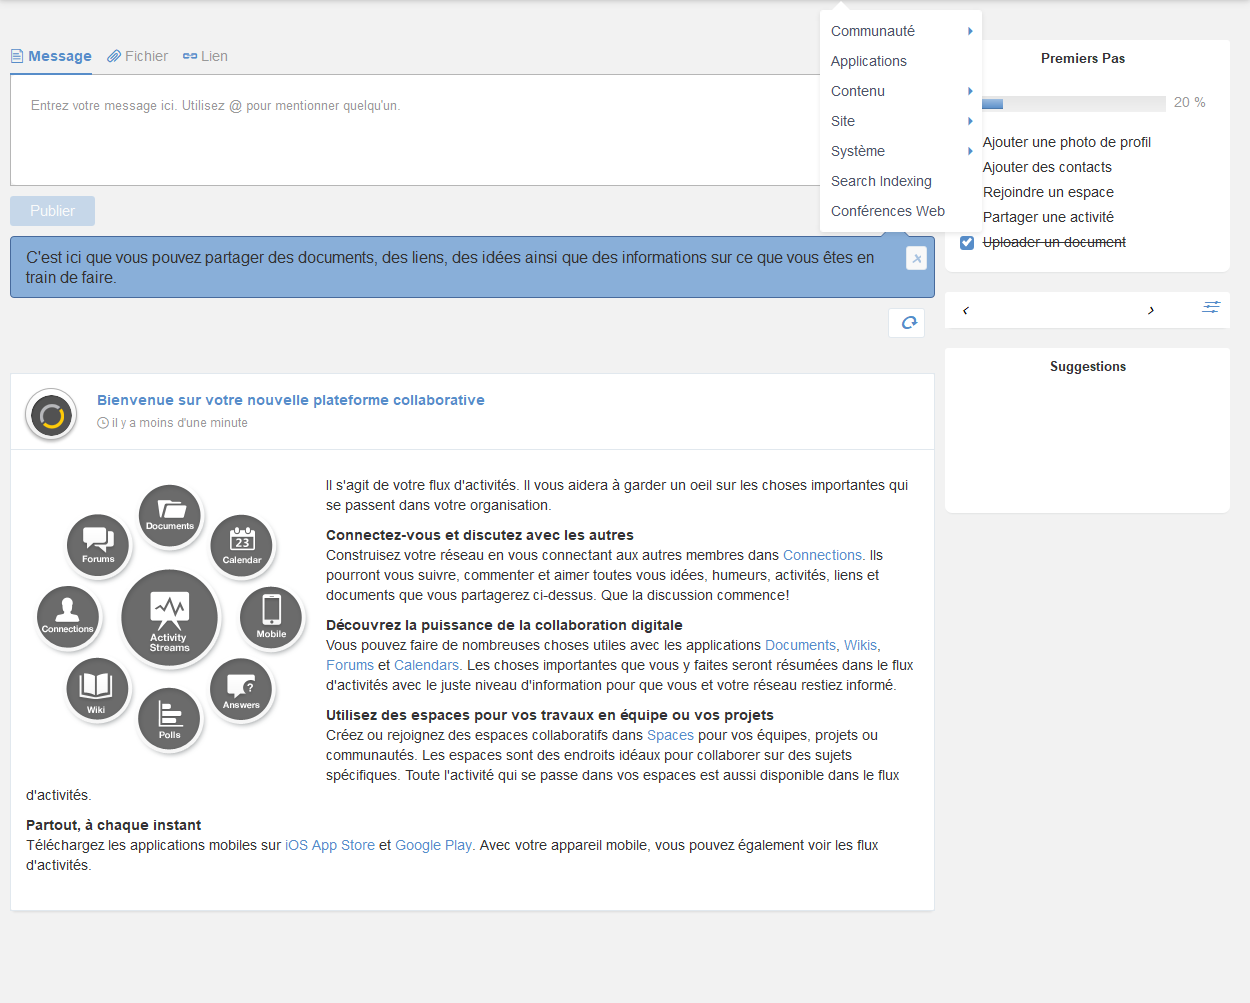 Communauté
Applications
Contenu
Site
Système
Search Indexing
Conférences Web
Message
Fichier
Lien
Entrez votre message ici. Utilisez @ pour mentionner quelqu'un.
Publier
C'est ici que vous pouvez partager des documents, des liens, des idées ainsi que des informations sur ce que vous êtes en
train de faire.
x
Premiers Pas
20 %
Ajouter une photo de profil
Ajouter des contacts
Rejoindre un espace
Partager une activité
Uploader un document
Suggestions
Bienvenue sur votre nouvelle plateforme collaborative
il y a moins d'une minute
Documents
Forums
23
Calendar
Connections
Activity
Streams
Mobile
Wiki
?
Answers
Polls
Il s'agit de votre flux d'activités. Il vous aidera à garder un oeil sur les choses importantes qui
se passent dans votre organisation.
Connectez-vous et discutez avec les autres
Construisez votre réseau en vous connectant aux autres membres dans Connections. Ils
pourront vous suivre, commenter et aimer toutes vous idées, humeurs, activités, liens et
documents que vous partagerez ci-dessus. Que la discussion commence!
Découvrez la puissance de la collaboration digitale
Vous pouvez faire de nombreuses choses utiles avec les applications Documents, Wikis,
Forums et Calendars. Les choses importantes que vous y faites seront résumées dans le flux
d'activités avec le juste niveau d'information pour que vous et votre réseau restiez informé.
Utilisez des espaces pour vos travaux en équipe ou vos projets
Créez ou rejoignez des espaces collaboratifs dans Spaces pour vos équipes, projets ou
communautés. Les espaces sont des endroits idéaux pour collaborer sur des sujets
spécifiques. Toute l'activité qui se passe dans vos espaces est aussi disponible dans le flux
d'activités.
Partout, à chaque instant
Téléchargez les applications mobiles sur iOS App Store et Google Play. Avec votre appareil mobile, vous pouvez également voir les flux
d'activités.